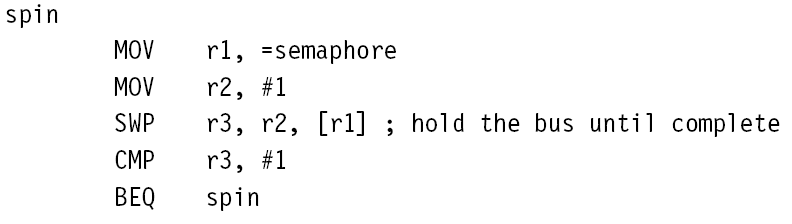 spin
MOV r1, =semaphore
MOV r2, #1
SWP r3, r2, [r1] ; hold the bus until complete
CMP r3, #1
BEQ spin